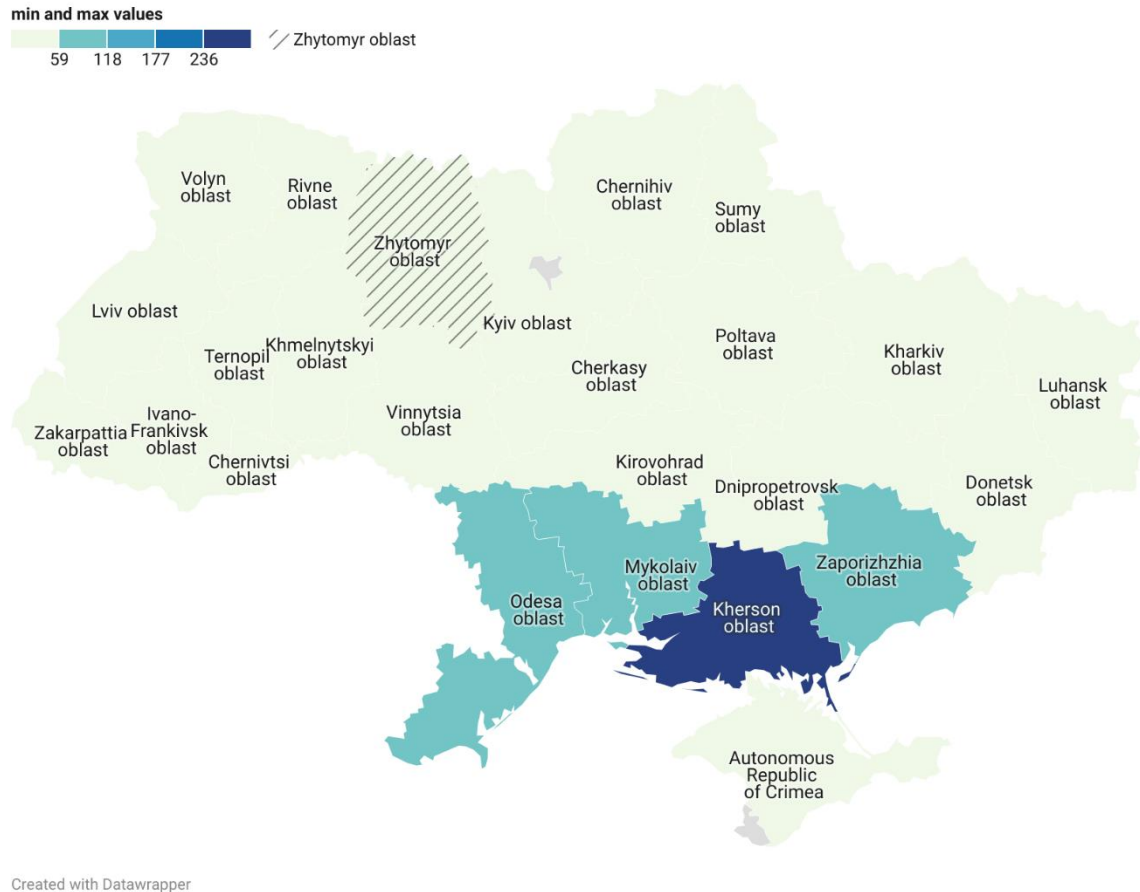 min and max values
59 118 177 236
Zhytomyr oblast
Volyn
oblast
Rivne
oblast
Zhytomyr
oblast
Chernihiv
oblast
Sumy
oblast
Lviv oblast
Ternopil
oblast
Khmelnytskyi
oblast
Kyiv oblast
Cherkasy
oblast
Poltava
oblast
Kharkiv
oblast
Luhansk
oblast
Zakarpattia
oblast
Ivano-
Frankivsk
oblast
Chernivtsi
oblast
Vinnytsia
oblast
Kirovohrad
oblast
Dnipropetrovsk
oblast
Donetsk
oblast
Odesa
oblast
Mykolaiv
oblast
Kherson
oblast
Zaporizhzhia
oblast
Autonomous
Republic
of Crimea
Created with Datawrapper